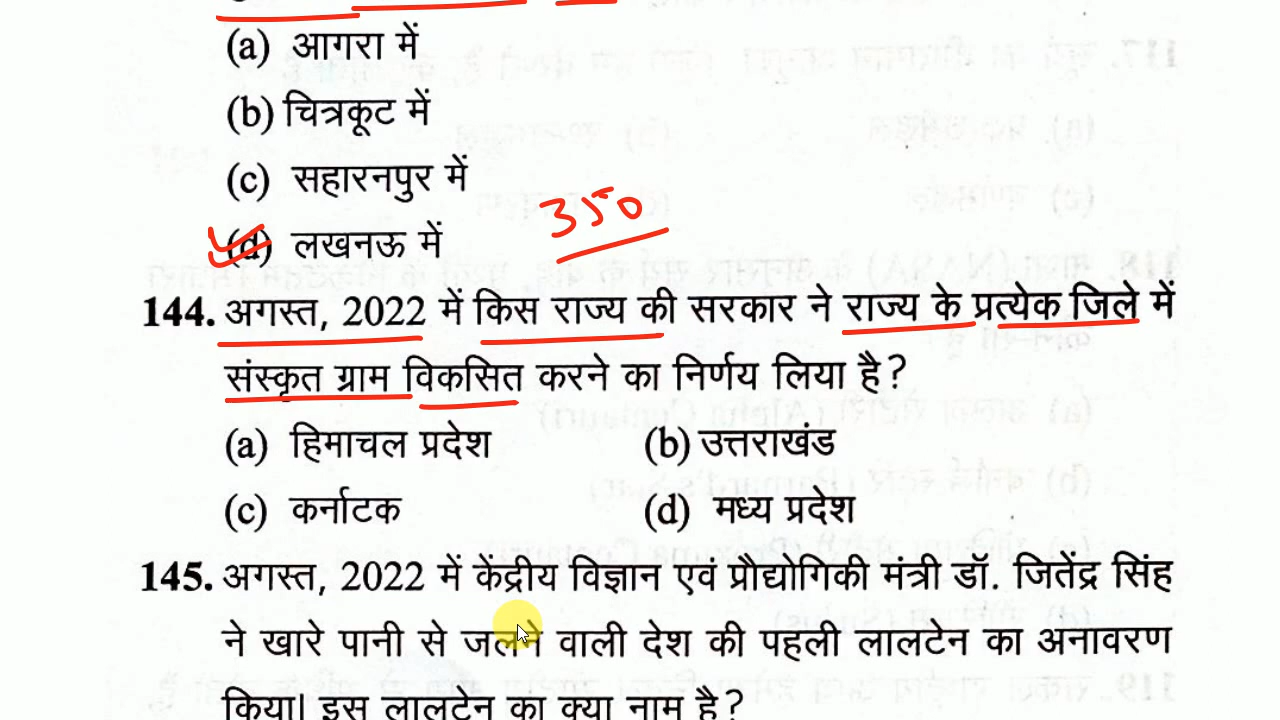 (a) आगरा में
(b) चित्रकूट में
(c) सहारनपुर में
(d) लखनऊ में
350
144. अगस्त, 2022 में किस राज्य की सरकार ने राज्य के प्रत्येक जिले में
संस्कृत ग्राम विकसित करने का निर्णय लिया है?
(a) हिमाचल प्रदेश (b) उत्तराखंड
(c) कर्नाटक (d) मध्य प्रदेश
145. अगस्त, 2022 में केंद्रीय विज्ञान एवं प्रौद्योगिकी मंत्री डॉ. जितेंद्र सिंह
ने खारे पानी से जलने वाली देश की पहली लालटेन का अनावरण
किया। इस लालटेन का क्या नाम है?